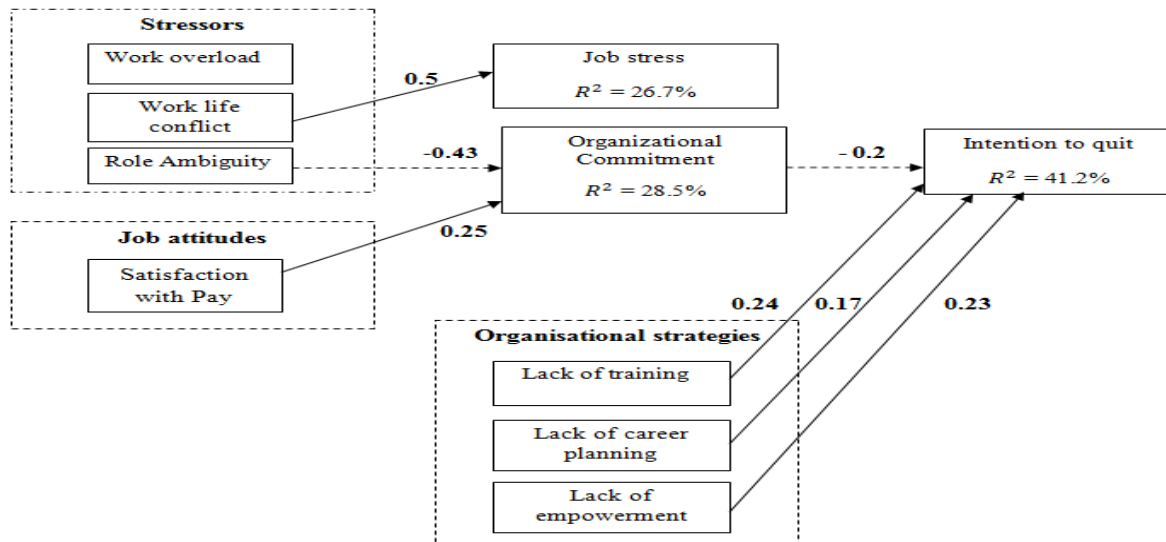 Stressors
Work overload
Work life
conflict
Role Ambiguity
Job attitudes
Satisfaction
with Pay
0.5
-0.43
0.25
Job stress
R² = 26.7%
Organizational
Commitment
R² = 28.5%
- 0.2
Intention to quit
R² = 41.2%
0.24
0.17
0.23
Organisational strategies
Lack of training
Lack of career
planning
Lack of
empowerment